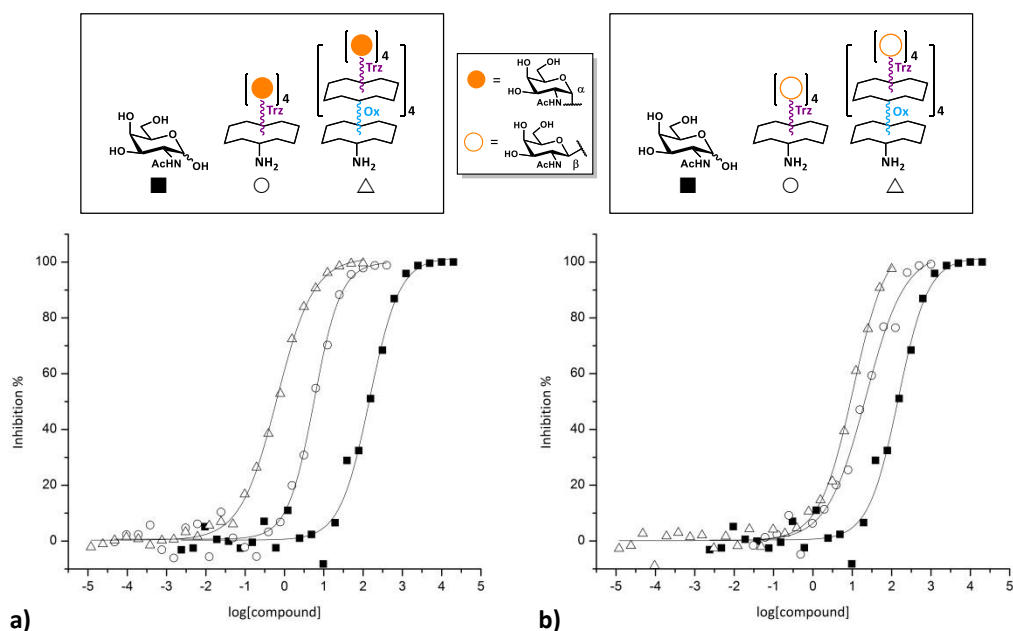 4
Trz
4
Ox
4
Trz
NH2
NH2
HO
OH
O
HO
AcHN
OH
=
HO
OH
O
HO
AcHN
α
=
HO
OH
O
HO
AcHN
β
4
Trz
4
Ox
4
Trz
NH2
NH2
HO
OH
O
HO
AcHN
OH
100
80
60
40
20
0
Inhibition %
-5 -4 -3 -2 -1 0 1 2 3 4 5
log[compound]
a)
100
80
60
40
20
0
Inhibition %
-5 -4 -3 -2 -1 0 1 2 3 4 5
log[compound]
b)